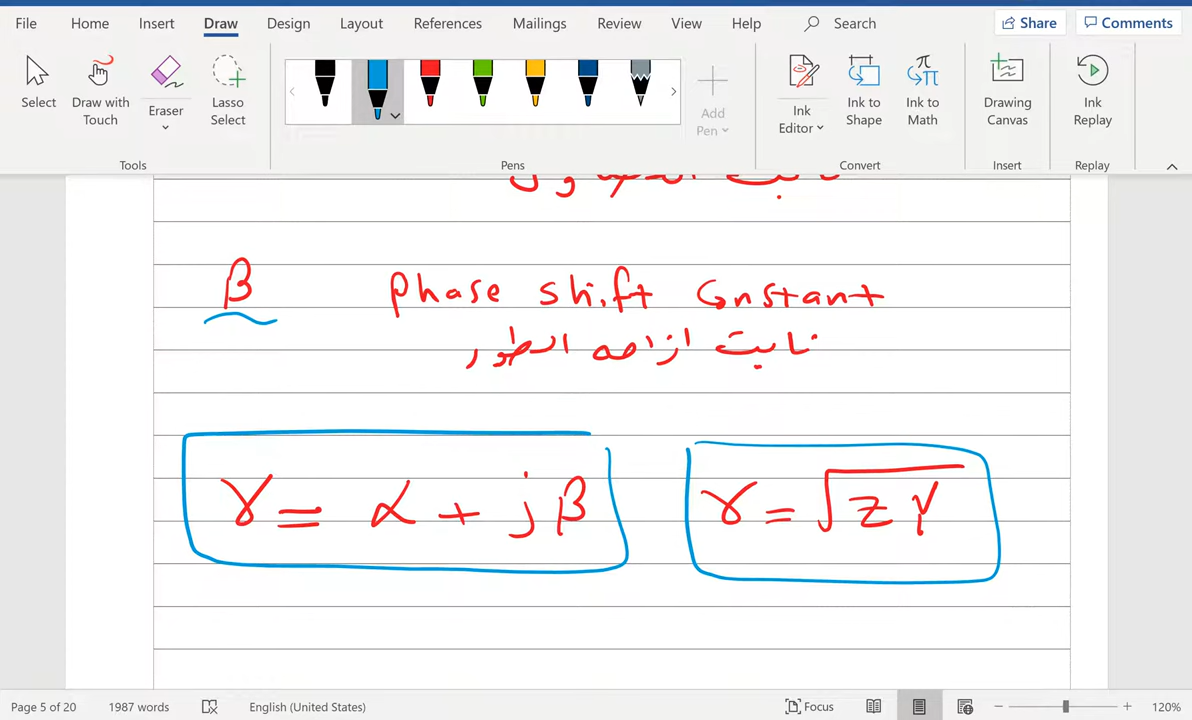 File Home Insert Draw Design Layout References Mailings Review View Help Search Share Comments
Select Draw with Touch Eraser Lasso Select Add Pen Ink Editor Ink to Shape Ink to Math Drawing Canvas Ink Replay
Tools Pens Convert Insert Replay
β phase shift constant
ثابت ازاحه الطور
γ = α + jβ γ = √zy
Page 5 of 20 1987 words English (United States) Focus 120%